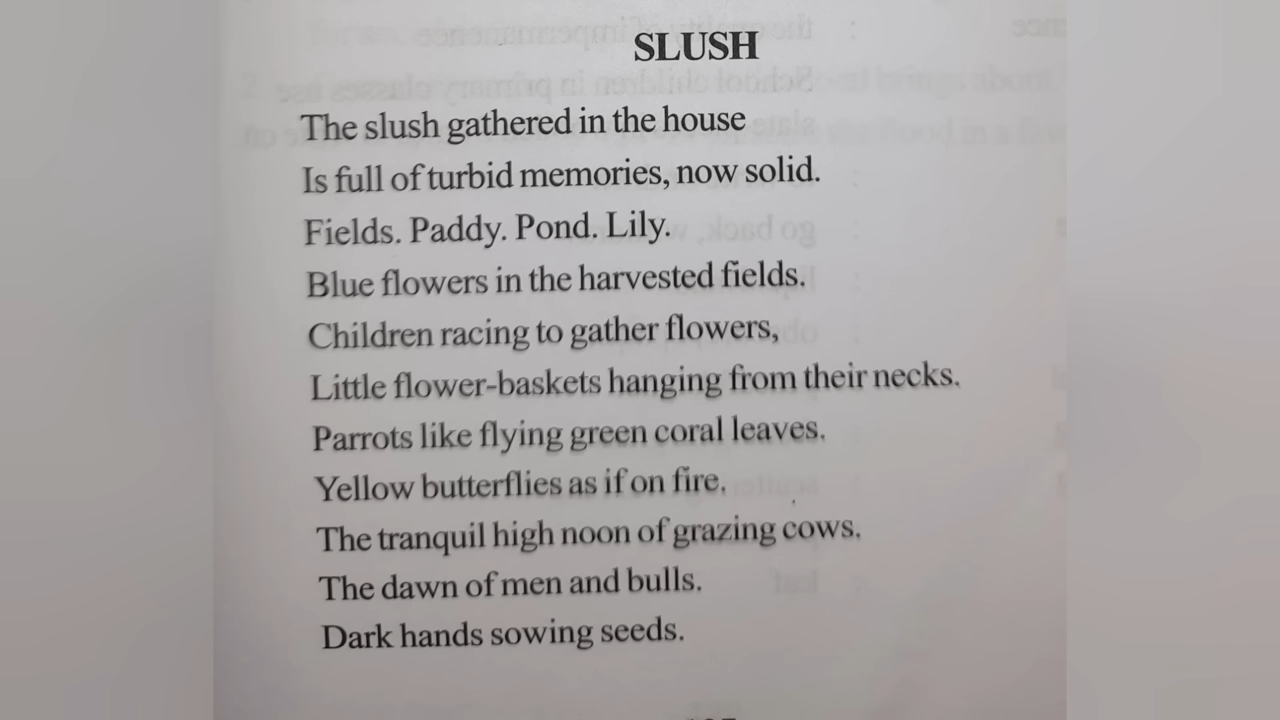 SLUSH
The slush gathered in the house
Is full of turbid memories, now solid.
Fields. Paddy. Pond. Lily.
Blue flowers in the harvested fields.
Children racing to gather flowers,
Little flower-baskets hanging from their necks.
Parrots like flying green coral leaves.
Yellow butterflies as if on fire.
The tranquil high noon of grazing cows.
The dawn of men and bulls.
Dark hands sowing seeds.